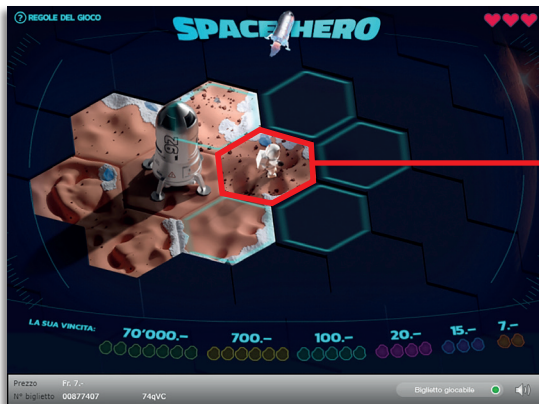 ? REGOLE DEL GIOCO
SPACE HERO
LA SUA VINCITA:
70'000.– 700.– 100.– 20.– 15.– 7.–
Prezzo Fr. 7.-
N° biglietto 00877407 74qVC
Biglietto giocabile